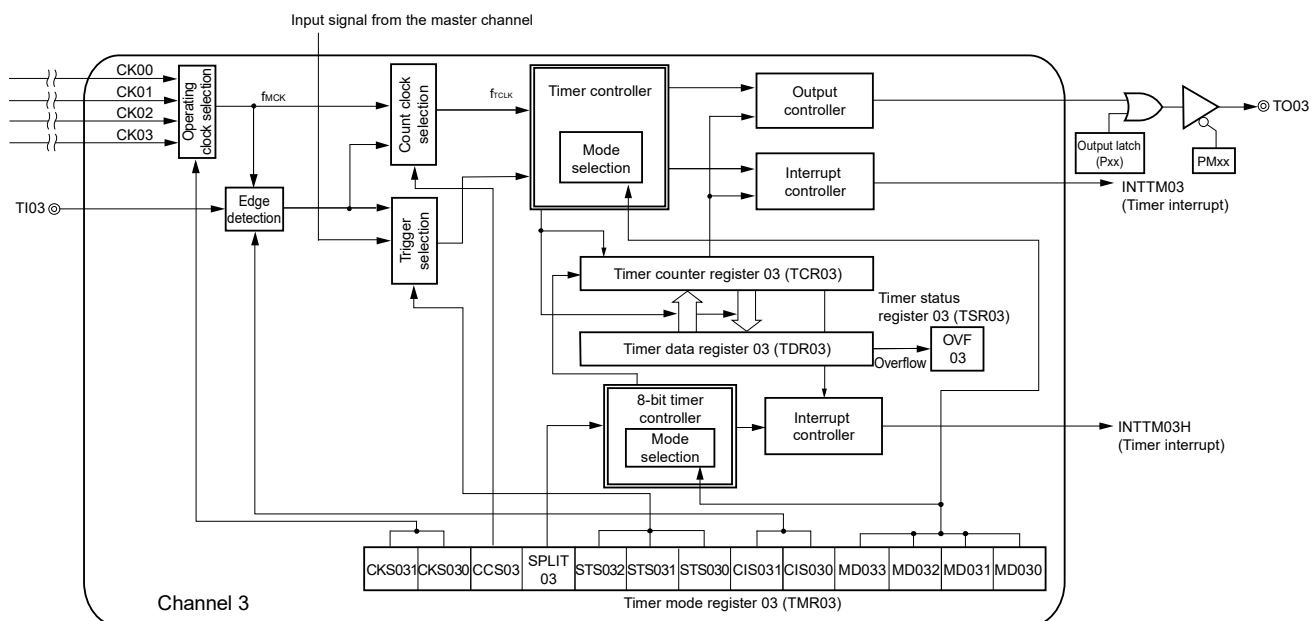 Input signal from the master channel
CK00
CK01
CK02
CK03
Operating
clock selection
fMCK
Count clock
selection
fTCLK
Timer controller
Mode
selection
Output
controller
Interrupt
controller
Output latch
(Pxx)
PMxx
TO03
INTTM03
(Timer interrupt)
TI03
Edge
detection
Trigger
selection
Timer counter register 03 (TCR03)
Timer status
register 03 (TSR03)
Timer data register 03 (TDR03)
Overflow
OVF
03
8-bit timer
controller
Mode
selection
Interrupt
controller
INTTM03H
(Timer interrupt)
CKS031
CKS030
CCS03
SPLIT
03
STS032
STS031
STS030
CIS031
CIS030
MD033
MD032
MD031
MD030
Channel 3
Timer mode register 03 (TMR03)